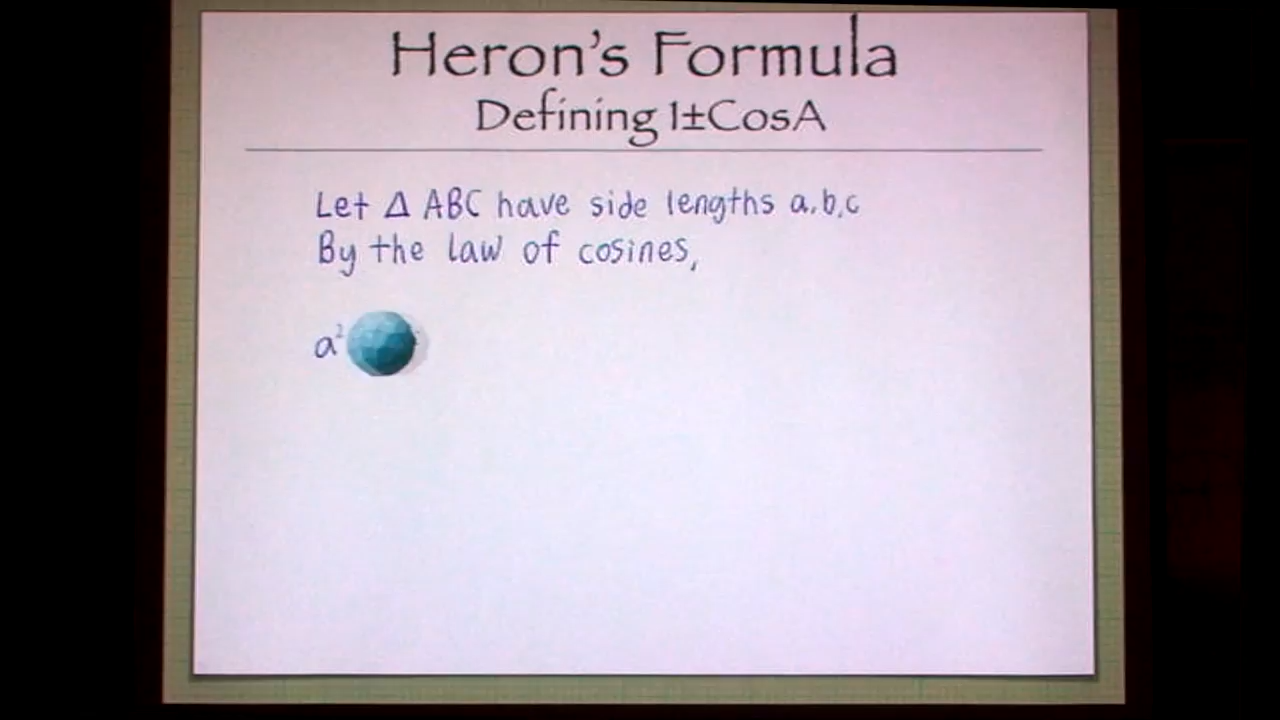 Heron's Formula
Defining 1±CosA
Let Δ ABC have side lengths a,b,c
By the law of cosines,
a²